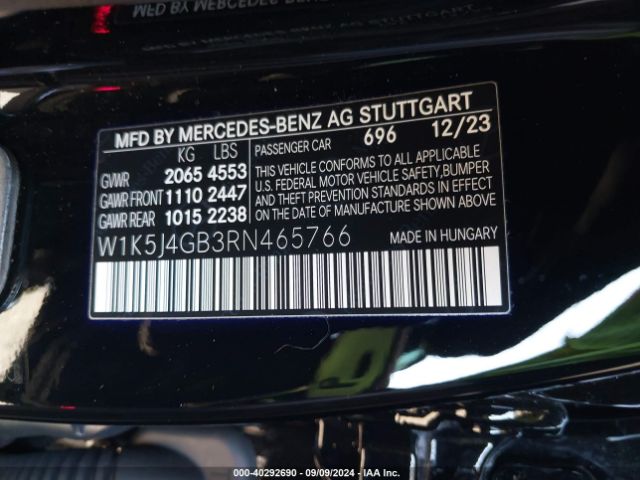 MFD BY MERCEDES-BENZ AG STUTTGART
KG LBS
GVWR 2065 4553
GAWR FRONT 1110 2447
GAWR REAR 1015 2238
PASSENGER CAR 696 12/23
THIS VEHICLE CONFORMS TO ALL APPLICABLE
U.S. FEDERAL MOTOR VEHICLE SAFETY,BUMPER
AND THEFT PREVENTION STANDARDS IN EFFECT
ON THE DATE OF MANUFACTURE SHOWN ABOVE.
W1K5J4GB3RN465766 MADE IN HUNGARY
000-40292690 - 09/09/2024 - IAA Inc.